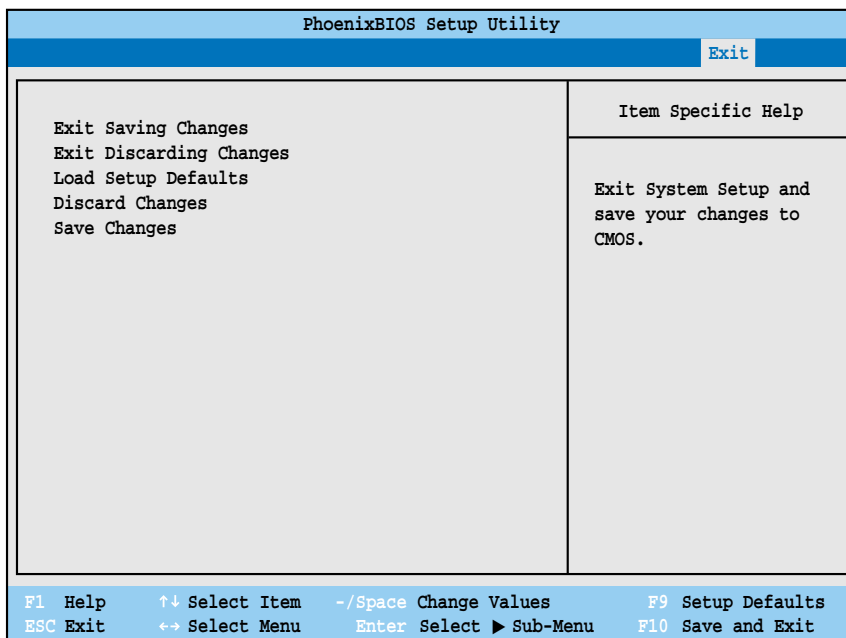 PhoenixBIOS Setup Utility
Exit
Exit Saving Changes
Exit Discarding Changes
Load Setup Defaults
Discard Changes
Save Changes
Item Specific Help
Exit System Setup and
save your changes to
CMOS.
F1 Help ↑↓ Select Item -/Space Change Values F9 Setup Defaults
ESC Exit ←→ Select Menu Enter Select ▶ Sub-Menu F10 Save and Exit